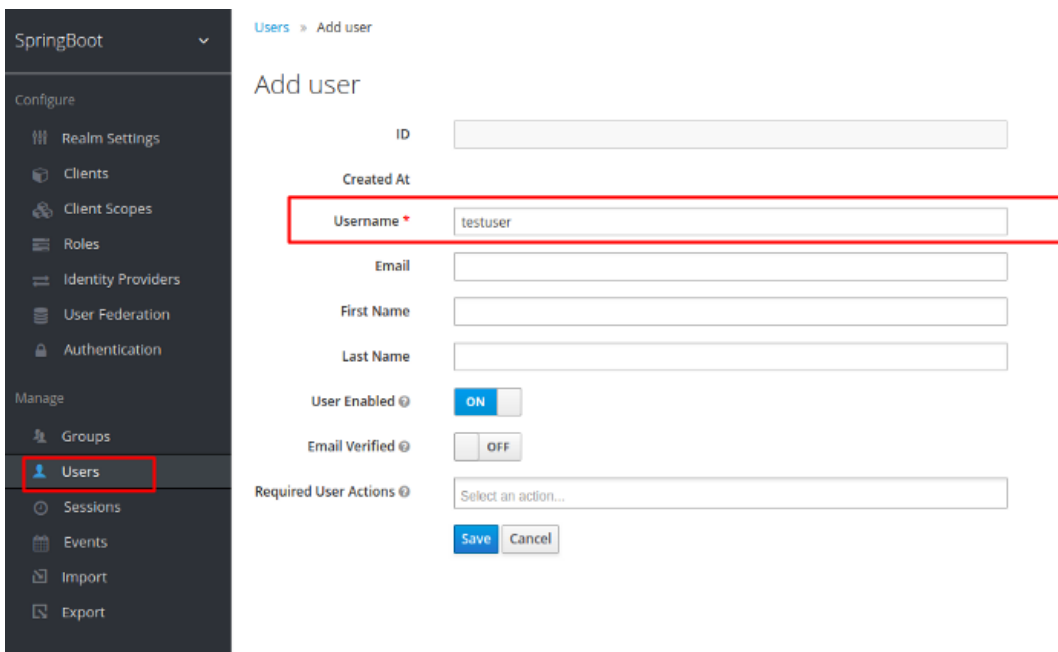 SpringBoot
Configure
Realm Settings
Clients
Client Scopes
Roles
Identity Providers
User Federation
Authentication
Manage
Groups
Users
Sessions
Events
Import
Export
Users » Add user
Add user
ID
Created At
Username * testuser
Email
First Name
Last Name
User Enabled ON
Email Verified OFF
Required User Actions Select an action...
Save Cancel